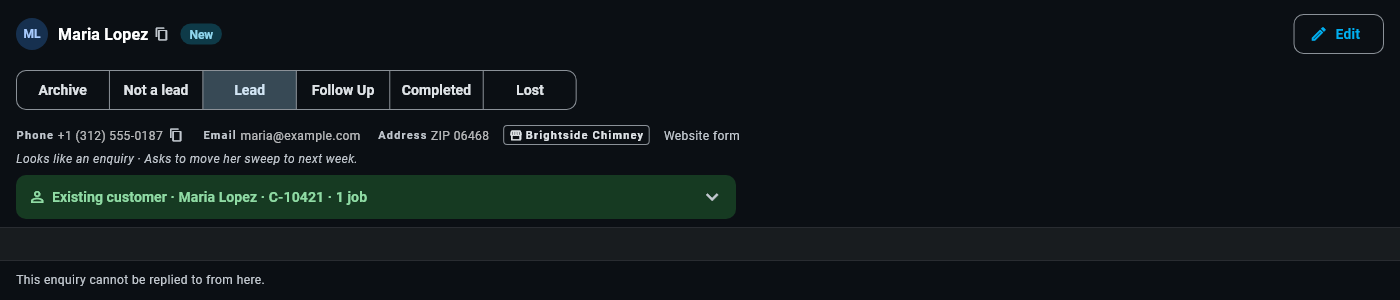 ML Maria Lopez New Edit
Archive Not a lead Lead Follow Up Completed Lost
Phone +1 (312) 555-0187 Email maria@example.com Address ZIP 06468 Brightside Chimney Website form
Looks like an enquiry · Asks to move her sweep to next week.
Existing customer · Maria Lopez · C-10421 · 1 job
This enquiry cannot be replied to from here.